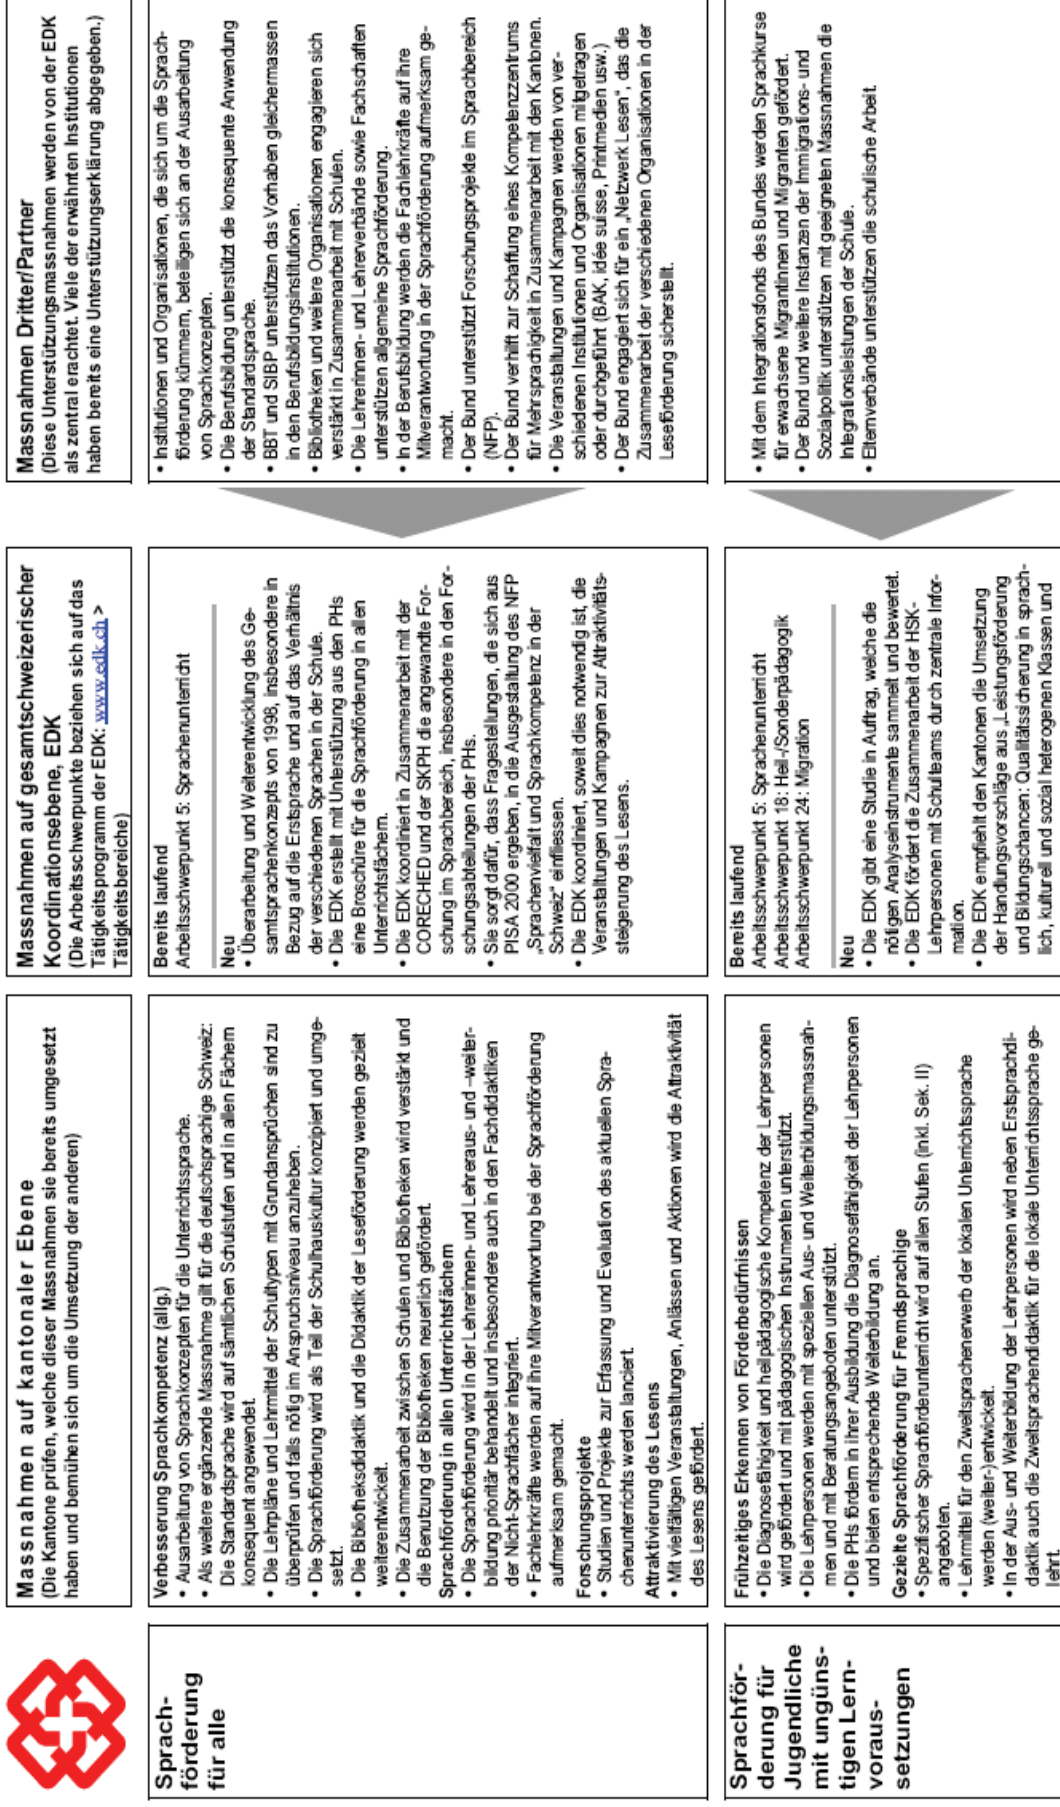 Massnahmen auf kantonaler Ebene
(Die Kantone prüfen, welche dieser Massnahmen sie bereits umgesetzt
haben und bemühen sich um die Umsetzung der anderen)
Massnahmen auf gesamtschweizerischer
Koordinationsebene, EDK
(Die Arbeitsschwerpunkte beziehen sich auf das
Tätigkeitsprogramm der EDK: www.edk.ch >
Tätigkeitsbereiche)
Massnahmen Dritter/Partner
(Diese Unterstützungsmassnahmen werden von der EDK
als zentral erachtet. Viele der erwähnten Institutionen
haben bereits eine Unterstützungserklärung abgegeben.)
Sprach-
förderung
für alle
Verbesserung Sprachkompetenz (allg.)
• Ausarbeitung von Sprachkonzepten für die Unterrichtssprache.
• Als weitere ergänzende Massnahme gilt für die deutschsprachige Schweiz:
Die Standardsprache wird auf sämtlichen Schulstufen und in allen Fächern
konsequent angewendet.
• Die Lehrpläne und Lehrmittel der Schultypen mit Grundansprüchen sind zu
überprüfen und falls nötig im Anspruchsniveau anzuheben.
• Die Sprachförderung wird als Teil der Schulhauskultur konzipiert und umge-
setzt.
• Die Bibliotheksdidaktik und die Didaktik der Leseförderung werden gezielt
weiterentwickelt.
• Die Zusammenarbeit zwischen Schulen und Bibliotheken wird verstärkt und
die Benutzung der Bibliotheken neuerlich gefördert.
Sprachförderung in allen Unterrichtsfächern
• Die Sprachförderung wird in der Lehrerinnen- und Lehreraus- und –weiter-
bildung prioritär behandelt und insbesondere auch in den Fachdidaktiken
der Nicht-Sprachfächer integriert.
• Fachlehrkräfte werden auf ihre Mitverantwortung bei der Sprachförderung
aufmerksam gemacht.
Forschungsprojekte
• Studien und Projekte zur Erfassung und Evaluation des aktuellen Spra-
chenunterrichts werden lanciert.
Attraktivierung des Lesens
• Mit vielfältigen Veranstaltungen, Anlässen und Aktionen wird die Attraktivität
des Lesens gefördert.
Bereits laufend
Arbeitsschwerpunkt 5: Sprachenunterricht
Neu
• Überarbeitung und Weiterentwicklung des Ge-
samtsprachenkonzepts von 1998, insbesondere in
Bezug auf die Erstsprache und auf das Verhältnis
der verschiedenen Sprachen in der Schule.
• Die EDK erstellt mit Unterstützung aus den PHs
eine Broschüre für die Sprachförderung in allen
Unterrichtsfächern.
• Die EDK koordiniert in Zusammenarbeit mit der
CORECHED und der SKPH die angewandte For-
schung im Sprachbereich, insbesondere in den For-
schungsabteilungen der PHs.
• Sie sorgt dafür, dass Fragestellungen, die sich aus
PISA 2000 ergeben, in die Ausgestaltung des NFP
„Sprachenvielfalt und Sprachkompetenz in der
Schweiz" einfliessen.
• Die EDK koordiniert, soweit dies notwendig ist, die
Veranstaltungen und Kampagnen zur Attraktivitäts-
steigerung des Lesens.
• Institutionen und Organisationen, die sich um die Sprach-
förderung kümmern, beteiligen sich an der Ausarbeitung
von Sprachkonzepten.
• Die Berufsbildung unterstützt die konsequente Anwendung
der Standardsprache.
• BBT und SIBP unterstützen das Vorhaben gleichermassen
in den Berufsbildungsinstitutionen.
• Bibliotheken und weitere Organisationen engagieren sich
verstärkt in Zusammenarbeit mit Schulen.
• Die Lehrerinnen- und Lehrerverbände sowie Fachschaften
unterstützen allgemeine Sprachförderung.
• In der Berufsbildung werden die Fachlehrkräfte auf ihre
Mitverantwortung in der Sprachförderung aufmerksam ge-
macht.
• Der Bund unterstützt Forschungsprojekte im Sprachbereich
(NFP).
• Der Bund verhilft zur Schaffung eines Kompetenzzentrums
für Mehrsprachigkeit in Zusammenarbeit mit den Kantonen.
• Die Veranstaltungen und Kampagnen werden von ver-
schiedenen Institutionen und Organisationen mitgetragen
oder durchgeführt (BAK, idée suisse, Printmedien usw.)
• Der Bund engagiert sich für ein „Netzwerk Lesen", das die
Zusammenarbeit der verschiedenen Organisationen in der
Leseförderung sicherstellt.
Sprachför-
derung für
Jugendliche
mit ungüns-
tigen Lern-
voraus-
setzungen
Frühzeitiges Erkennen von Förderbedürfnissen
• Die Diagnosefähigkeit und heilpädagogische Kompetenz der Lehrpersonen
wird gefördert und mit pädagogischen Instrumenten unterstützt.
• Die Lehrpersonen werden mit speziellen Aus- und Weiterbildungsmassnah-
men und mit Beratungsangeboten unterstützt.
• Die PHs fördern in ihrer Ausbildung die Diagnosefähigkeit der Lehrpersonen
und bieten entsprechende Weiterbildung an.
Gezielte Sprachförderung für Fremdsprachige
• Spezifischer Sprachförderunterricht wird auf allen Stufen (inkl. Sek. II)
angeboten.
• Lehrmittel für den Zweitsprachenerwerb der lokalen Unterrichtssprache
werden (weiter-)entwickelt.
• In der Aus- und Weiterbildung der Lehrpersonen wird neben Erstsprachdi-
daktik auch die Zweitsprachendidaktik für die lokale Unterrichtssprache ge-
lehrt.
Bereits laufend
Arbeitsschwerpunkt 5: Sprachenunterricht
Arbeitsschwerpunkt 18: Heil-/Sonderpädagogik
Arbeitsschwerpunkt 24: Migration
Neu
• Die EDK gibt eine Studie in Auftrag, welche die
nötigen Analyseinstrumente sammelt und bewertet.
• Die EDK fördert die Zusammenarbeit der HSK-
Lehrpersonen mit Schulteams durch zentrale Infor-
mation.
• Die EDK empfiehlt den Kantonen die Umsetzung
der Handlungsvorschläge aus „Leistungsförderung
und Bildungschancen: Qualitätssicherung in sprach-
lich, kulturell und sozial heterogenen Klassen und
• Mit dem Integrationsfonds des Bundes werden Sprachkurse
für erwachsene Migrantinnen und Migranten gefördert.
• Der Bund und weitere Instanzen der Immigrations- und
Sozialpolitik unterstützen mit geeigneten Massnahmen die
Integrationsleistungen der Schule.
• Elternverbände unterstützen die schulische Arbeit.